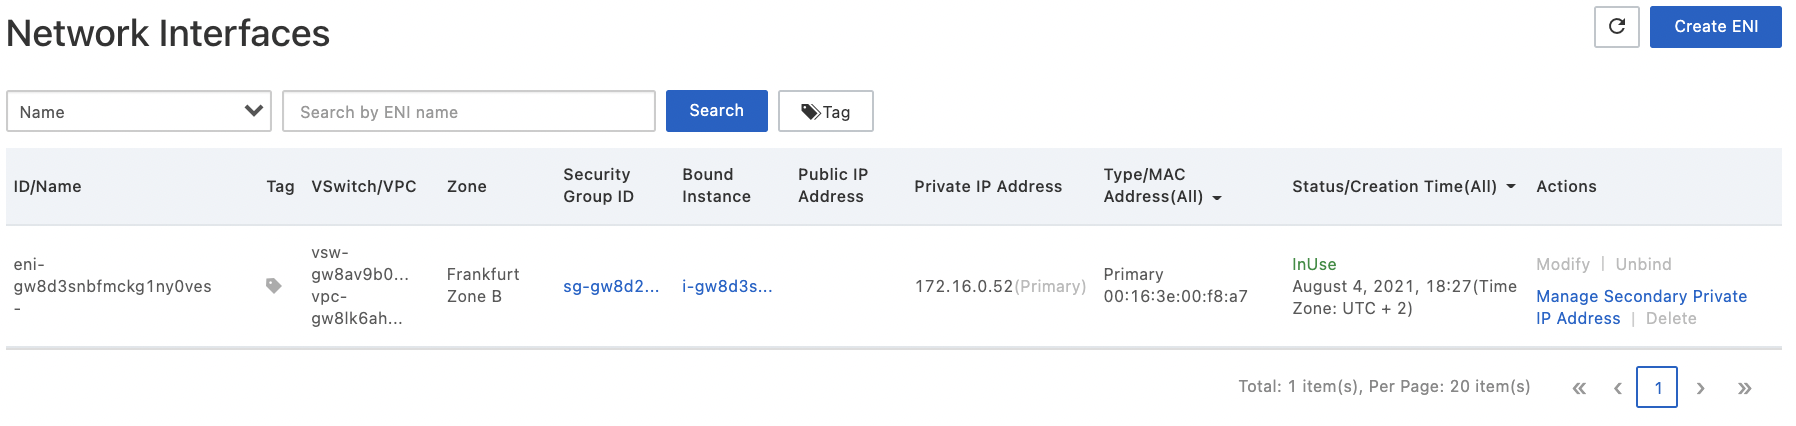 Network Interfaces
Create ENI
Name
Search by ENI name
Search
Tag
ID/Name
Tag
VSwitch/VPC
Zone
Security
Group ID
Bound
Instance
Public IP
Address
Private IP Address
Type/MAC
Address(All)
Status/Creation Time(All)
Actions
eni-
gw8d3snbfmckg1ny0ves
-
vsw-
gw8av9b0...
vpc-
gw8lk6ah...
Frankfurt
Zone B
sg-gw8d2...
i-gw8d3s...
172.16.0.52(Primary)
Primary
00:16:3e:00:f8:a7
InUse
August 4, 2021, 18:27(Time
Zone: UTC + 2)
Modify | Unbind
Manage Secondary Private
IP Address | Delete
Total: 1 item(s), Per Page: 20 item(s)
« ‹ 1 › »